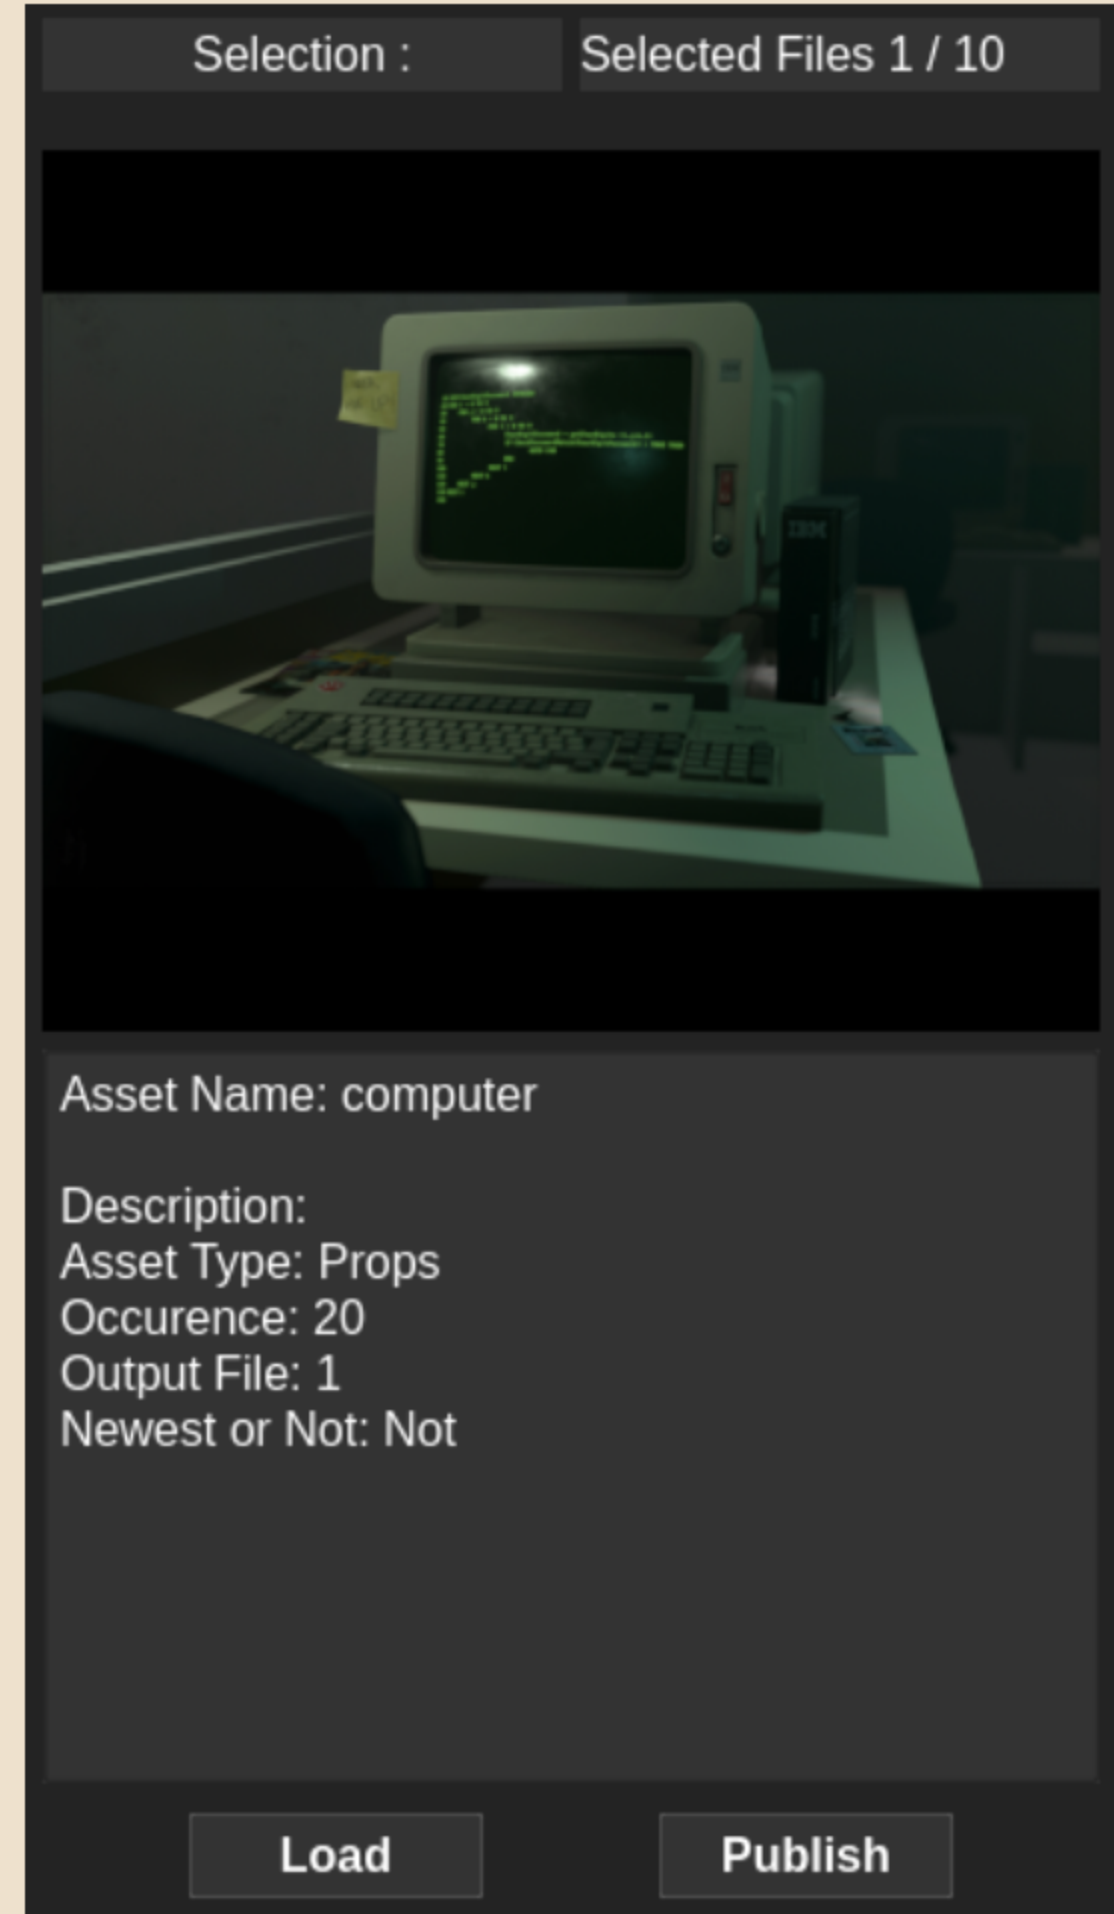 Selection :
Selected Files 1 / 10
IBM
Asset Name: computer
Description:
Asset Type: Props
Occurence: 20
Output File: 1
Newest or Not: Not
Load
Publish